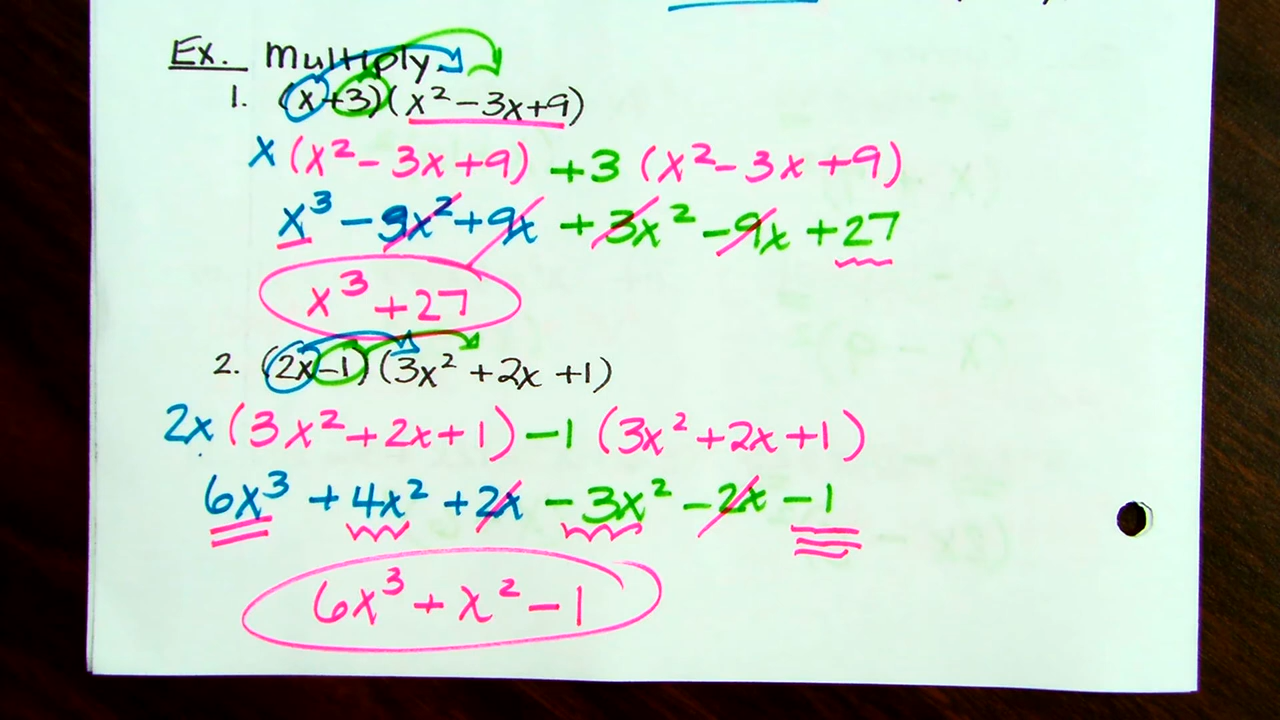 Ex. Multiply
1. (x+3)(x² - 3x+9)
x (x² - 3x +9) +3 (x² - 3x +9)
x³ - 3x² + 9x + 3x² - 9x + 27
x³ + 27
2. (2x-1)(3x² + 2x + 1)
2x (3x² + 2x + 1) - 1 (3x² + 2x + 1)
6x³ + 4x² + 2x - 3x² - 2x - 1
6x³ + x² - 1